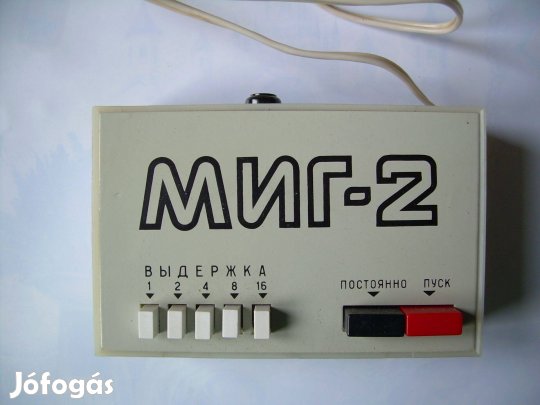 МИГ-2
ВЫДЕРЖКА
1 2 4 8 16
ПОСТОЯННО ПУСК
Jófogás